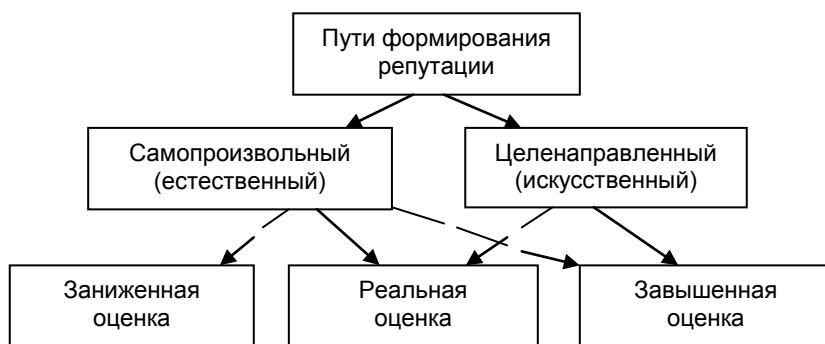 Пути формирования
репутации
Самопроизвольный
(естественный)
Целенаправленный
(искусственный)
Заниженная
оценка
Реальная
оценка
Завышенная
оценка